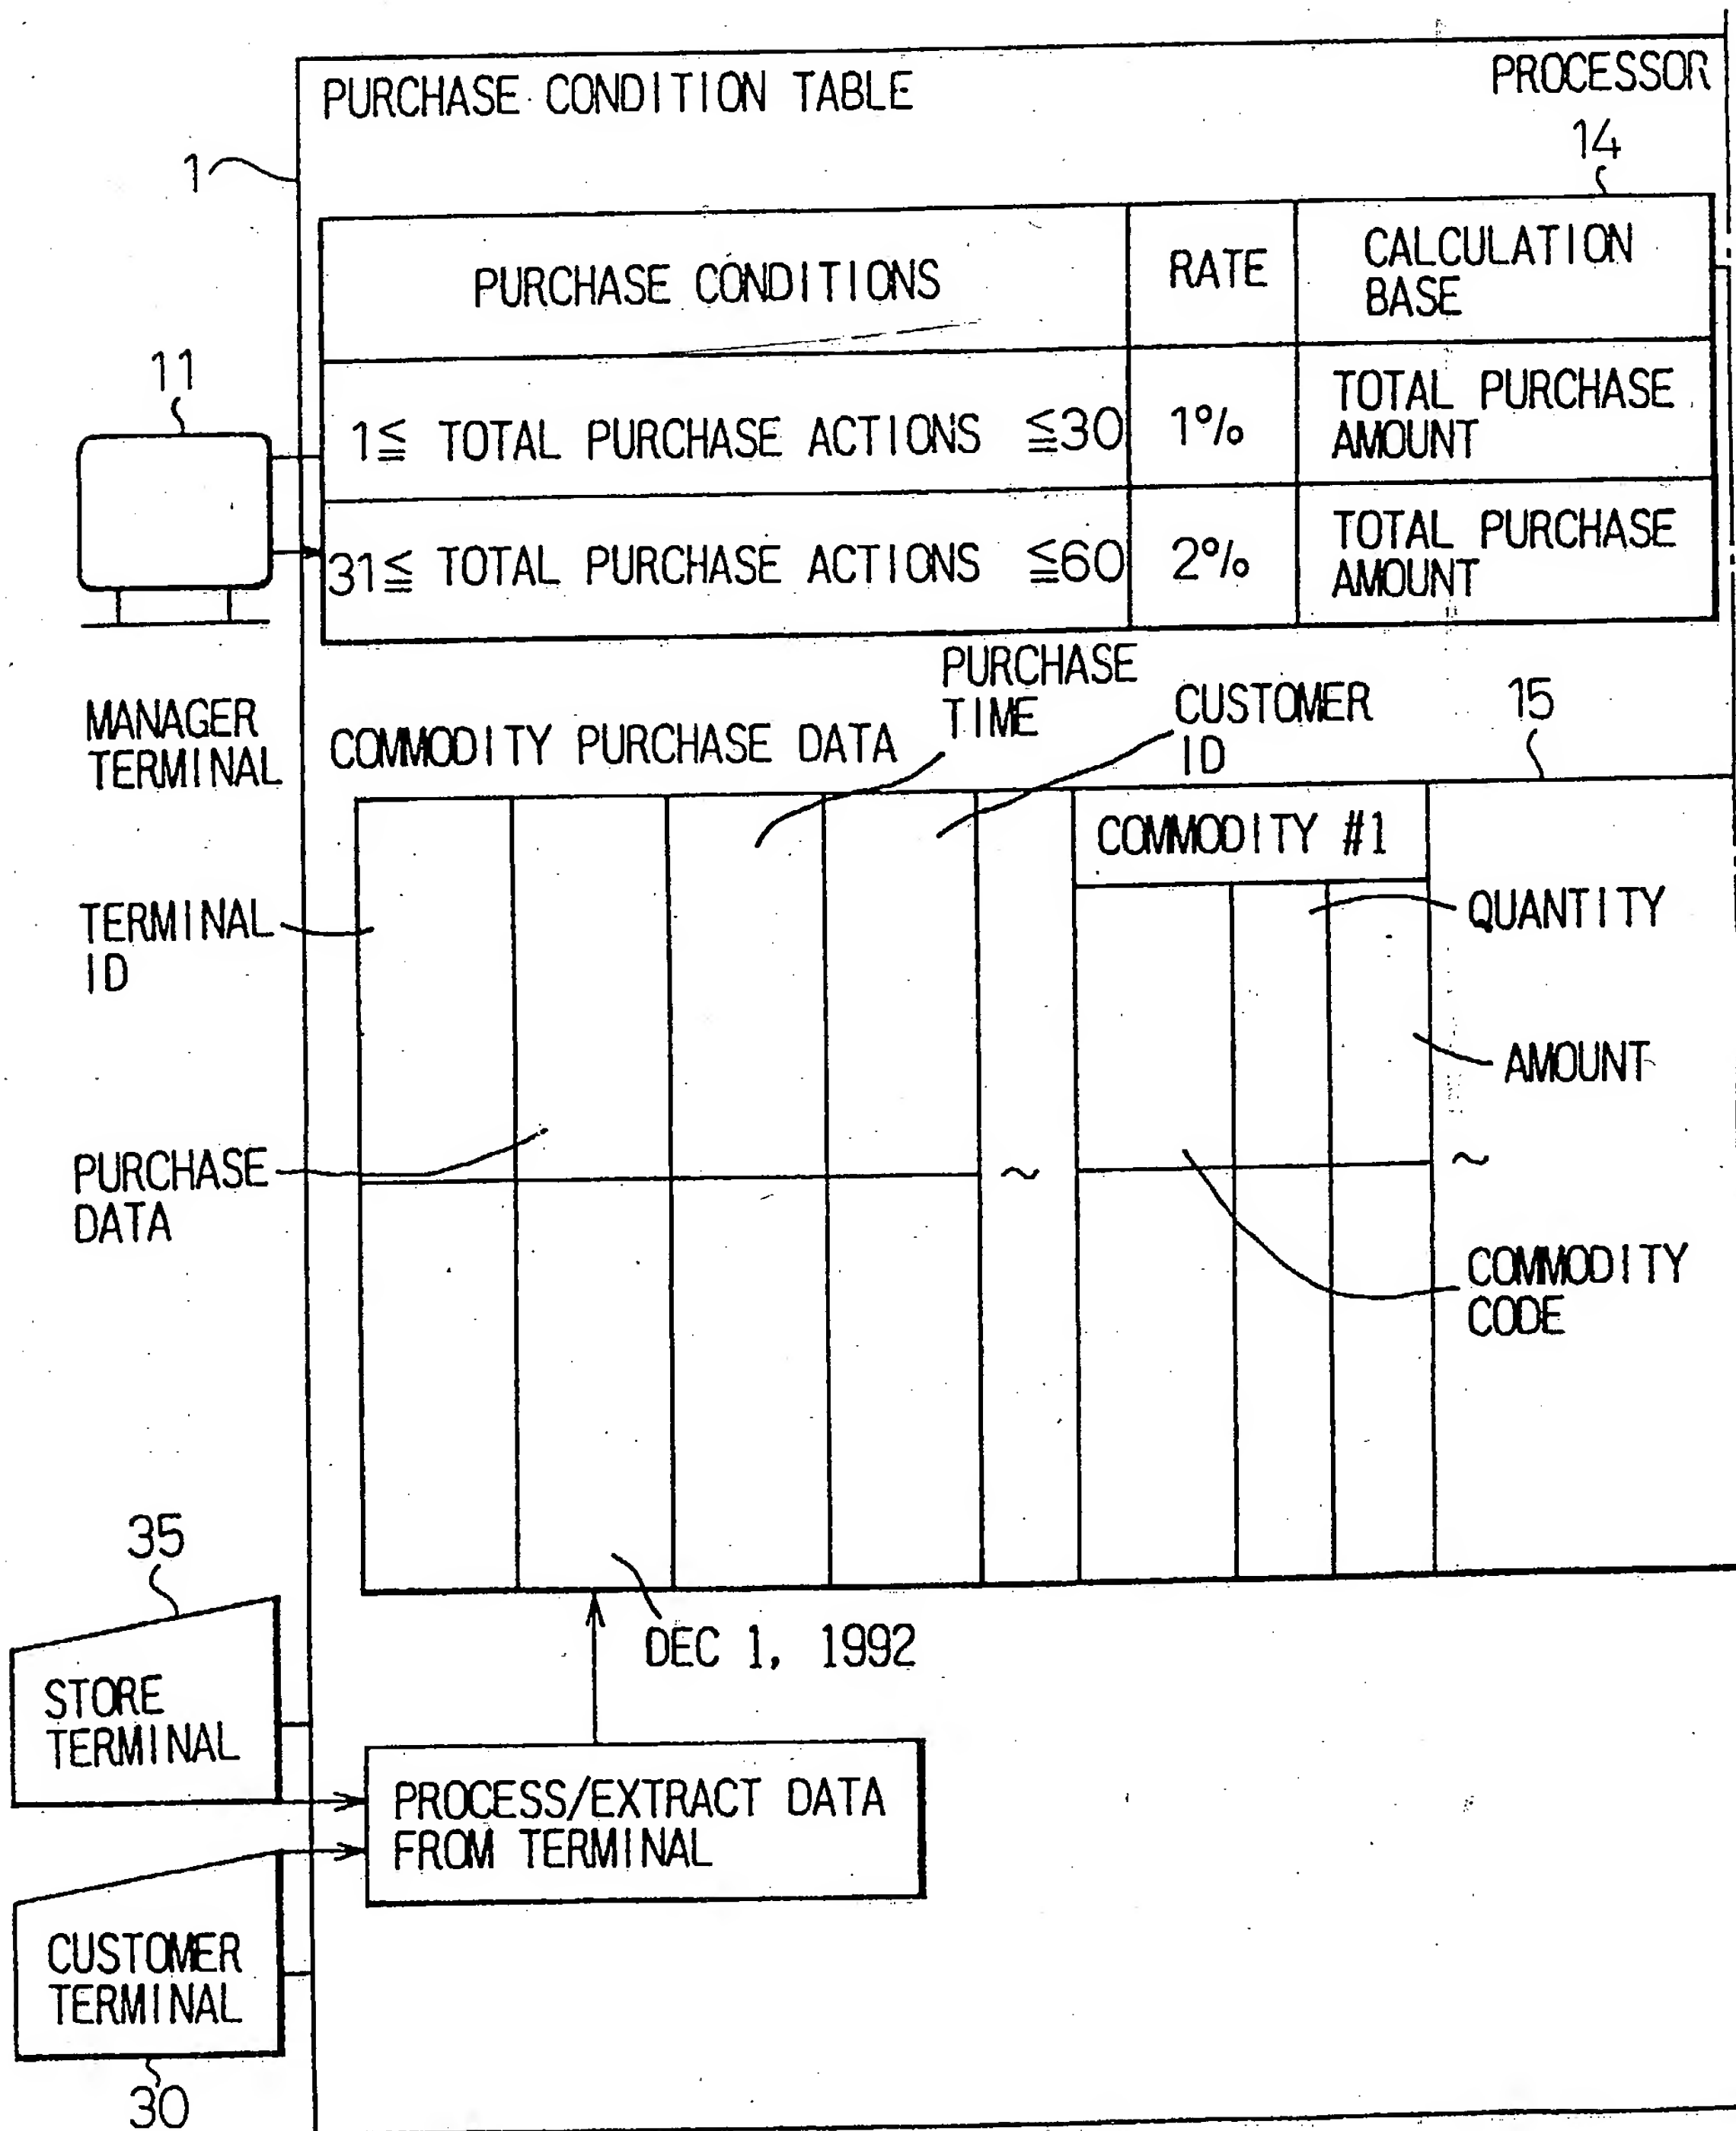 PURCHASE CONDITION TABLE
PROCESSOR
1
14
PURCHASE CONDITIONS
RATE
CALCULATION
BASE
11
1≦ TOTAL PURCHASE ACTIONS ≦30
1%
TOTAL PURCHASE
AMOUNT
31≦ TOTAL PURCHASE ACTIONS ≦60
2%
TOTAL PURCHASE
AMOUNT
MANAGER
TERMINAL
COMMODITY PURCHASE DATA
PURCHASE
TIME
CUSTOMER
ID
15
COMMODITY #1
TERMINAL
ID
QUANTITY
AMOUNT
PURCHASE
DATA
~
~
COMMODITY
CODE
35
DEC 1, 1992
STORE
TERMINAL
PROCESS/EXTRACT DATA
FROM TERMINAL
CUSTOMER
TERMINAL
30